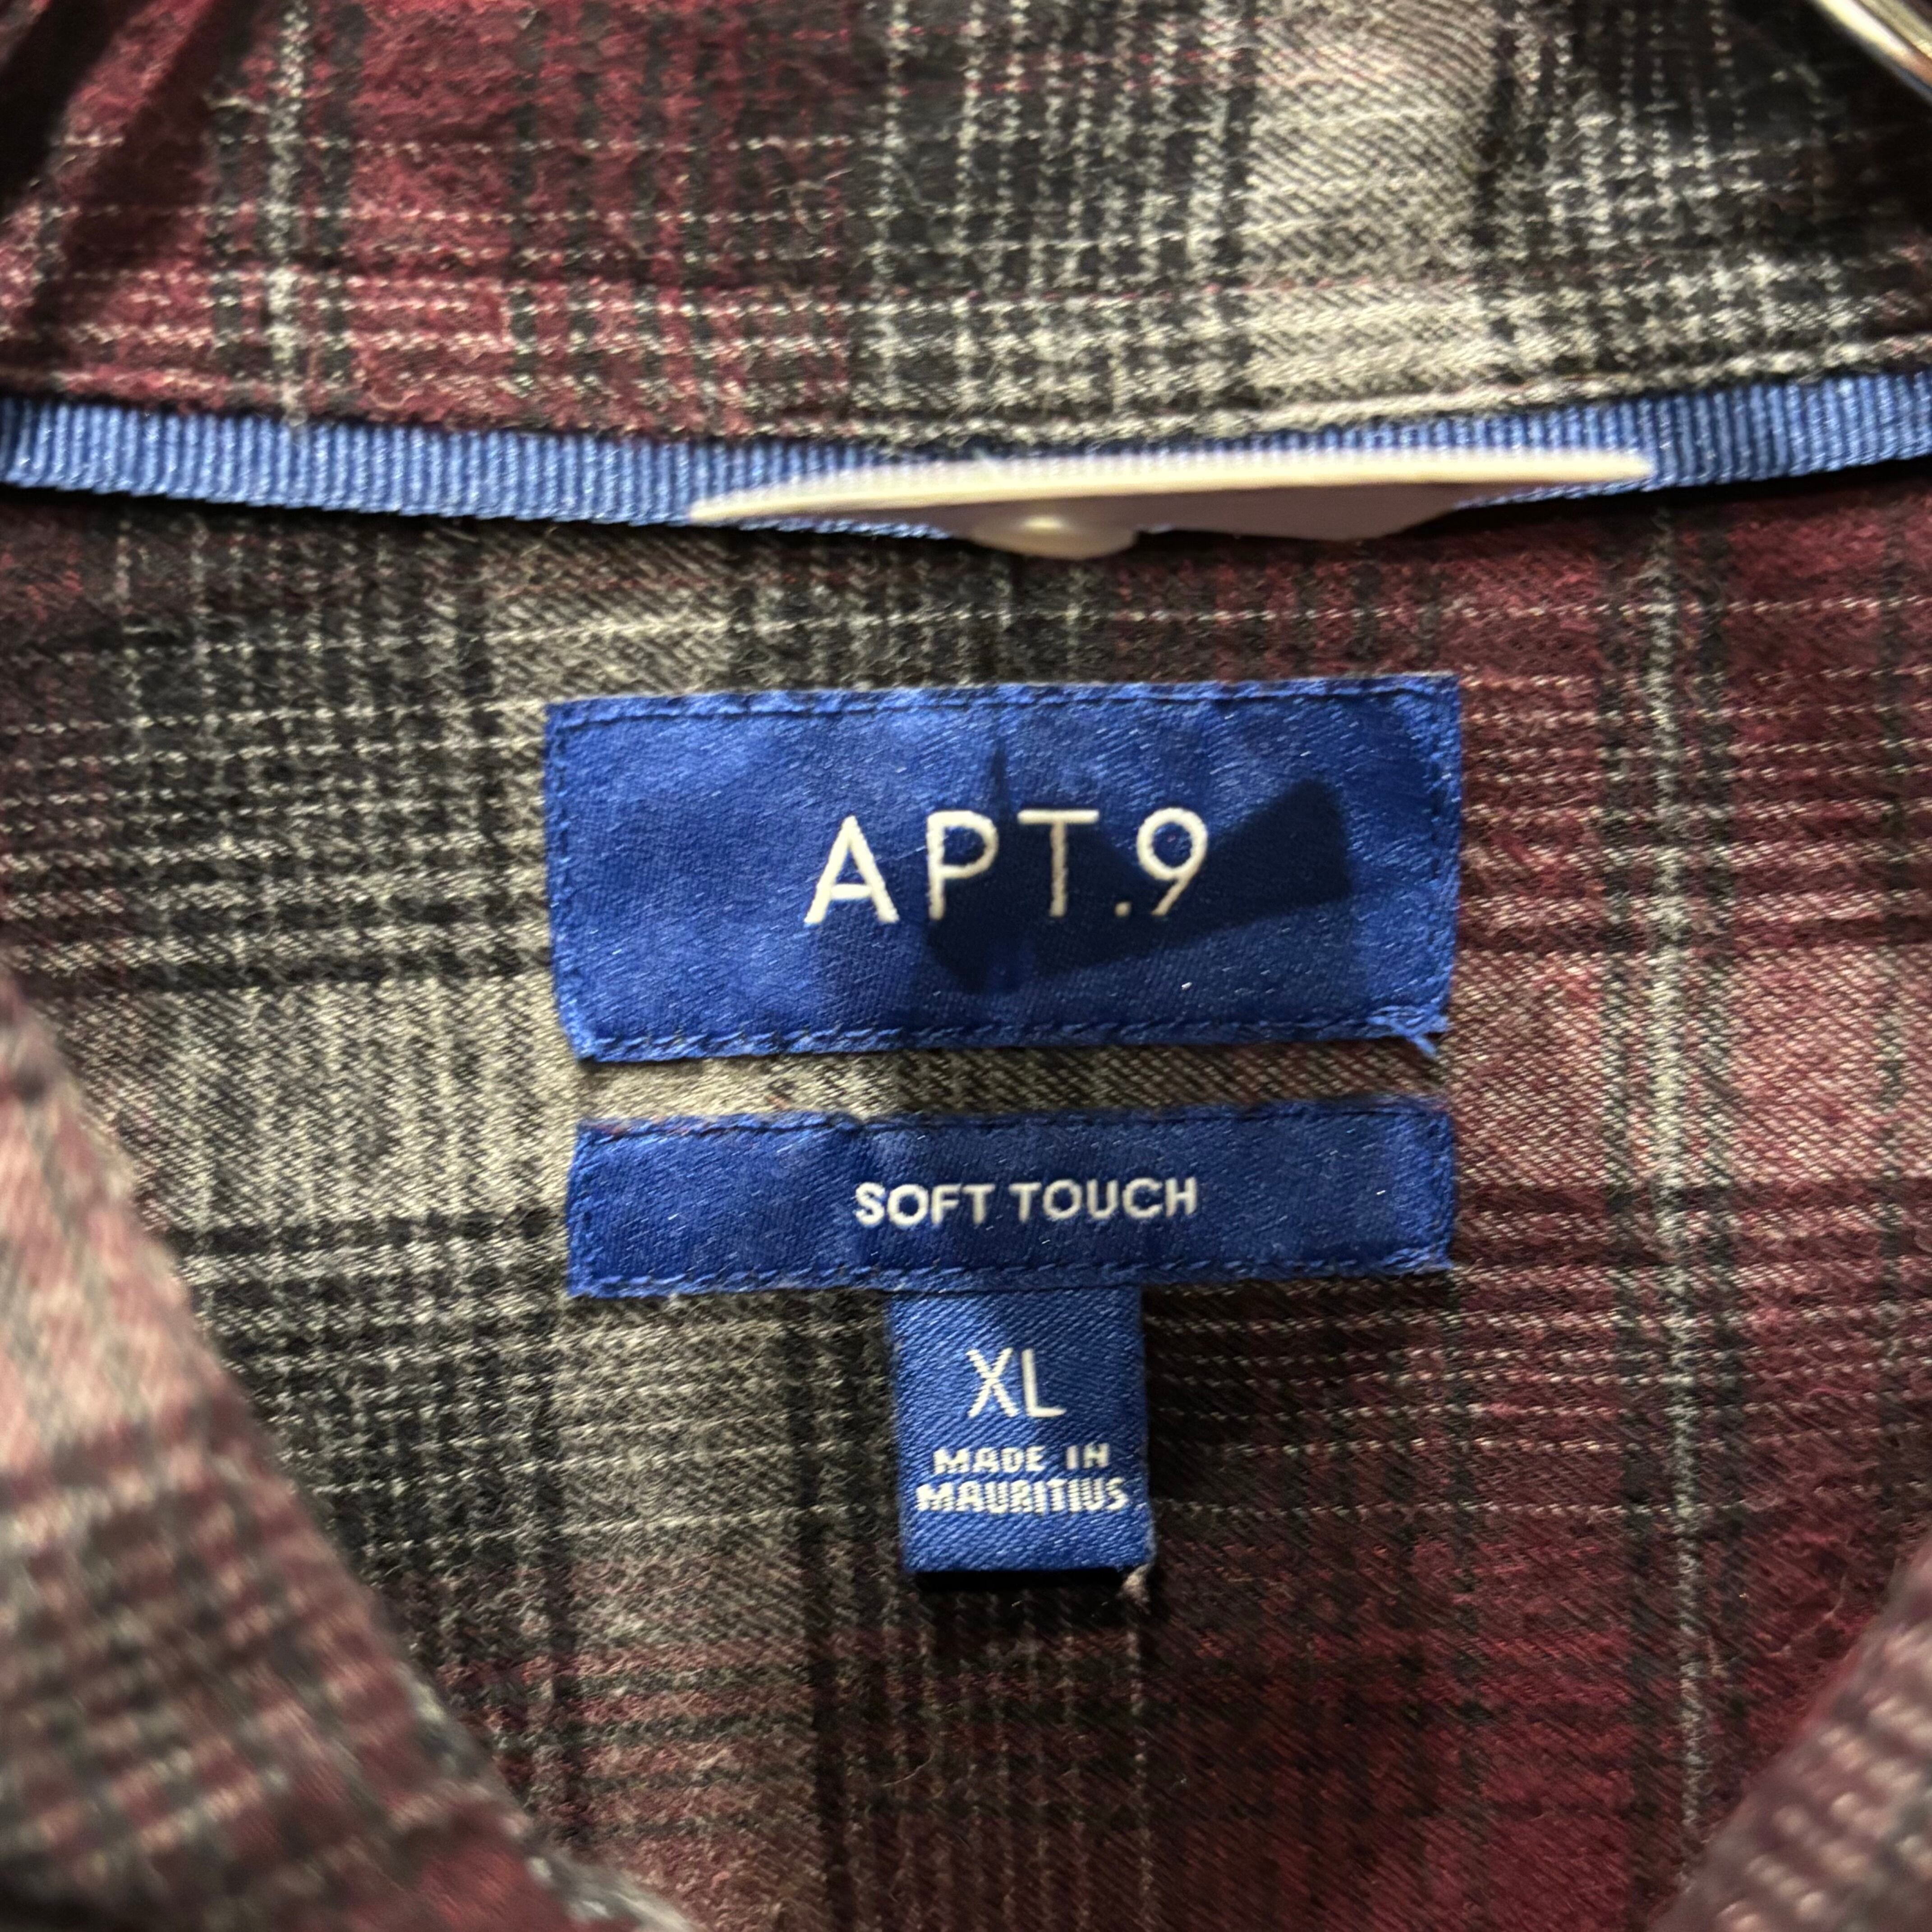 APT.9
SOFT TOUCH
XL
MADE IN
MAURITIUS